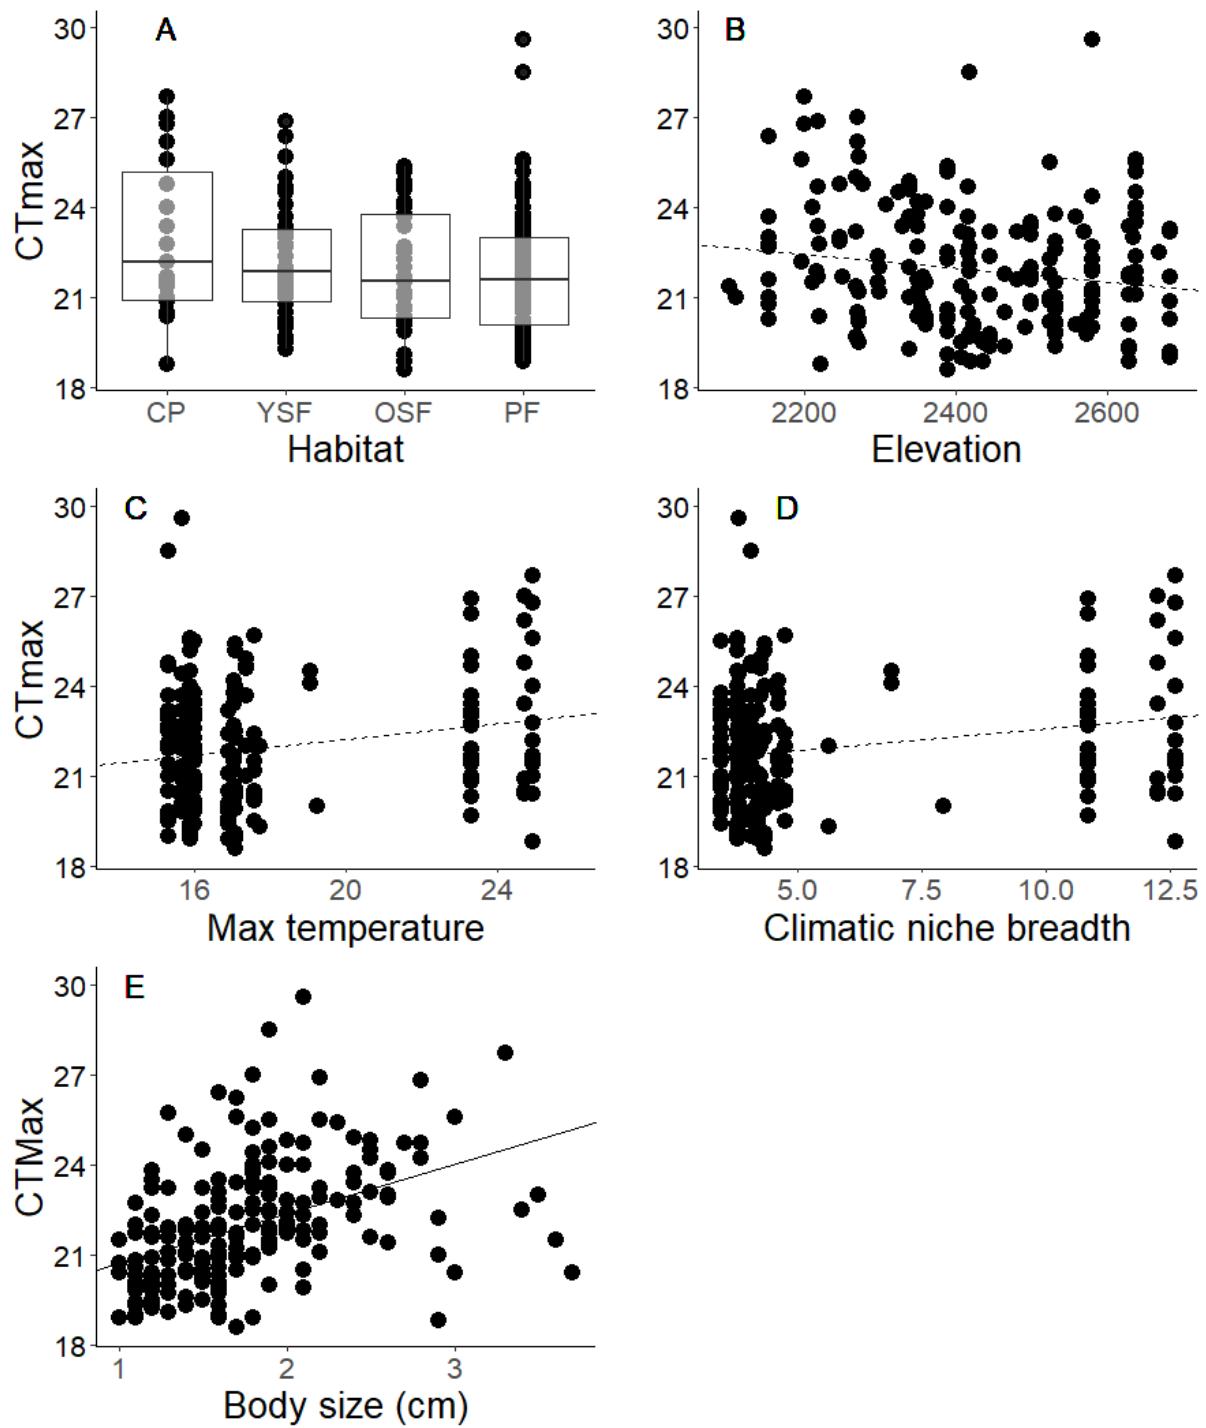 A
30
27
24
21
18
CTmax
CP YSF OSF PF
Habitat
B
30
27
24
21
18
2200 2400 2600
Elevation
C
30
27
24
21
18
CTmax
16 20 24
Max temperature
D
30
27
24
21
18
5.0 7.5 10.0 12.5
Climatic niche breadth
E
30
27
24
21
18
CTMax
1 2 3
Body size (cm)